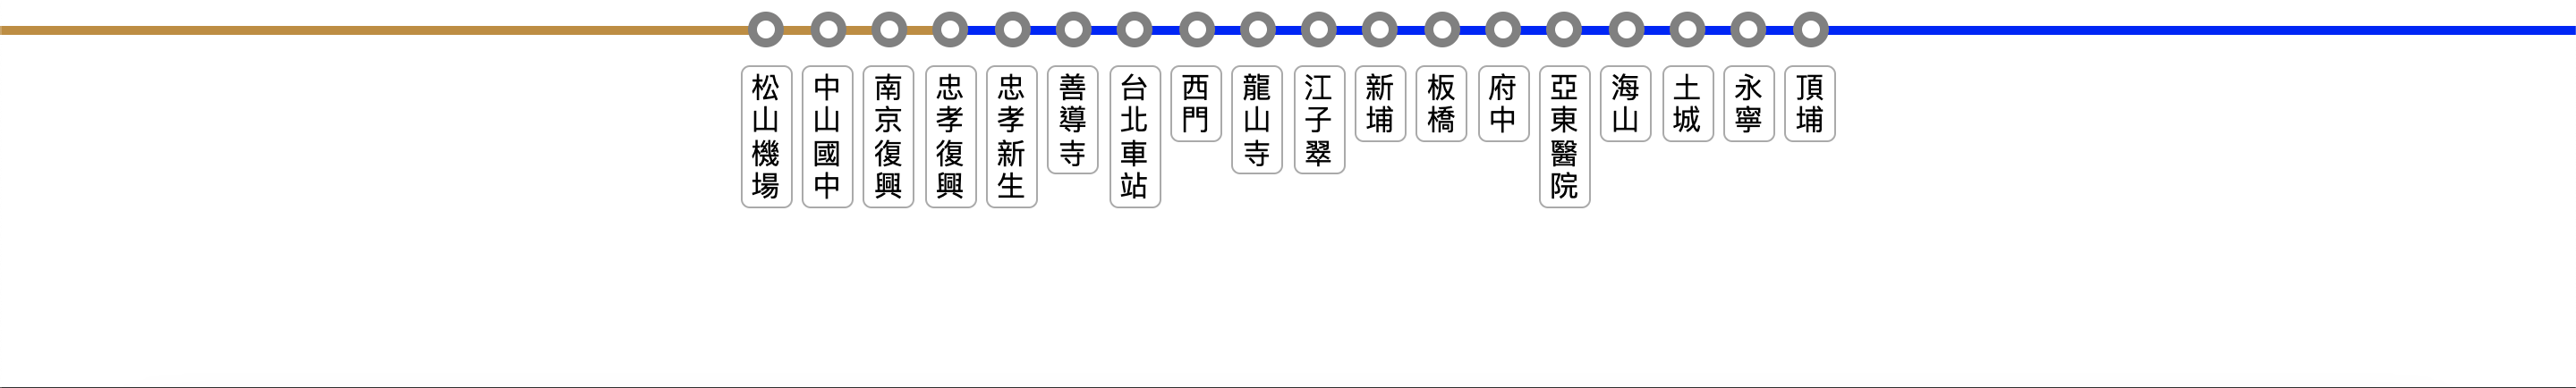 松山機場
中山國中
南京復興
忠孝復興
忠孝新生
善導寺
台北車站
西門
龍山寺
江子翠
新埔
板橋
府中
亞東醫院
海山
土城
永寧
頂埔